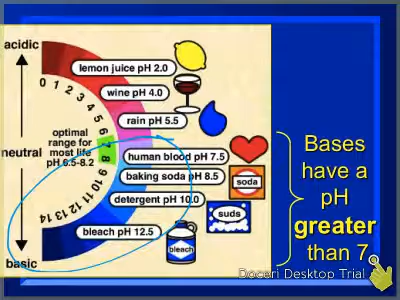 acidic
lemon juice pH 2.0
wine pH 4.0
rain pH 5.5
0 1 2 3 4 5 6 7 8 9 10 11 12 13 14
optimal
range for
most life
pH 6.5-8.2
neutral
human blood pH 7.5
baking soda pH 8.5
soda
detergent pH 10.0
suds
bleach pH 12.5
bleach
basic
Bases
have a
pH
greater
than 7
Doceri Desktop Trial